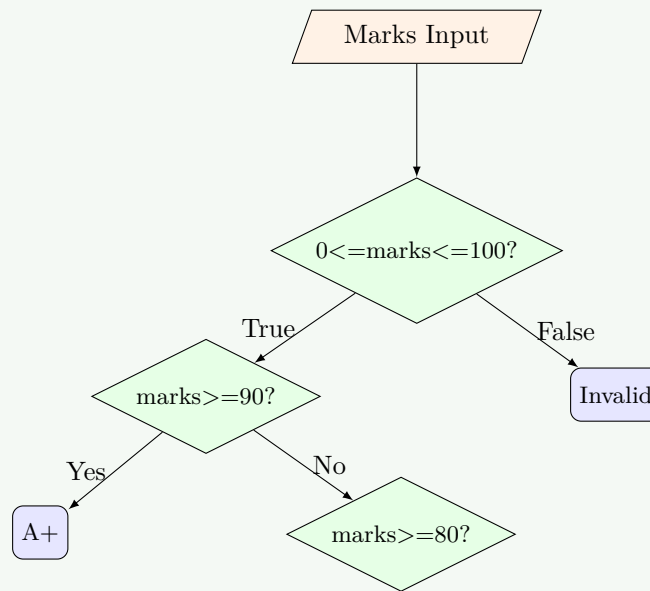 Marks Input
0<=marks<=100?
True
False
marks>=90?
Invalid
Yes
No
A+
marks>=80?